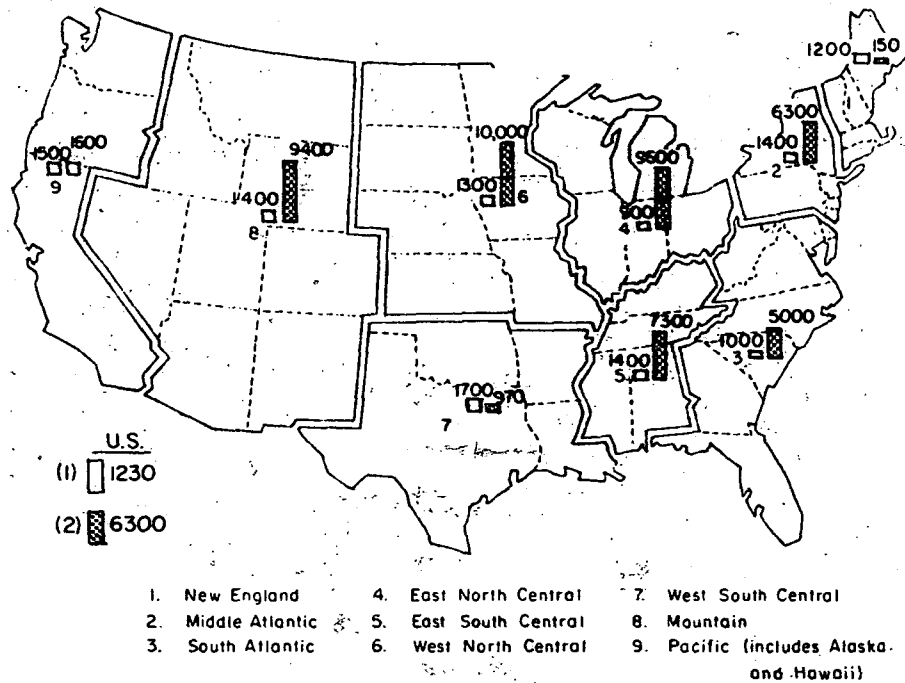 1200 150
6300
1400
2
10,000
300
6
9600
900
4
1500 1600
9
9400
1400
8
7300
1400
5
5000
1000
3
1700 970
7
U.S.
(1) 1230
(2) 6300
1. New England
2. Middle Atlantic
3. South Atlantic
4. East North Central
5. East South Central
6. West North Central
7. West South Central
8. Mountain
9. Pacific (includes Alaska and Hawaii)